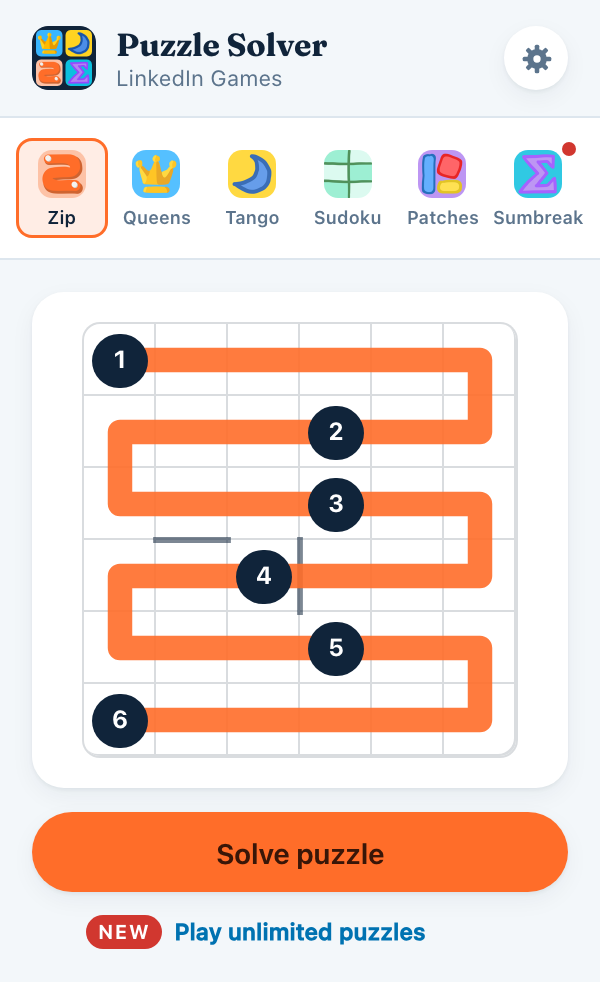 Puzzle Solver
LinkedIn Games
Zip
Queens
Tango
Sudoku
Patches
Sumbreak
1
2
3
4
5
6
Solve puzzle
NEW Play unlimited puzzles